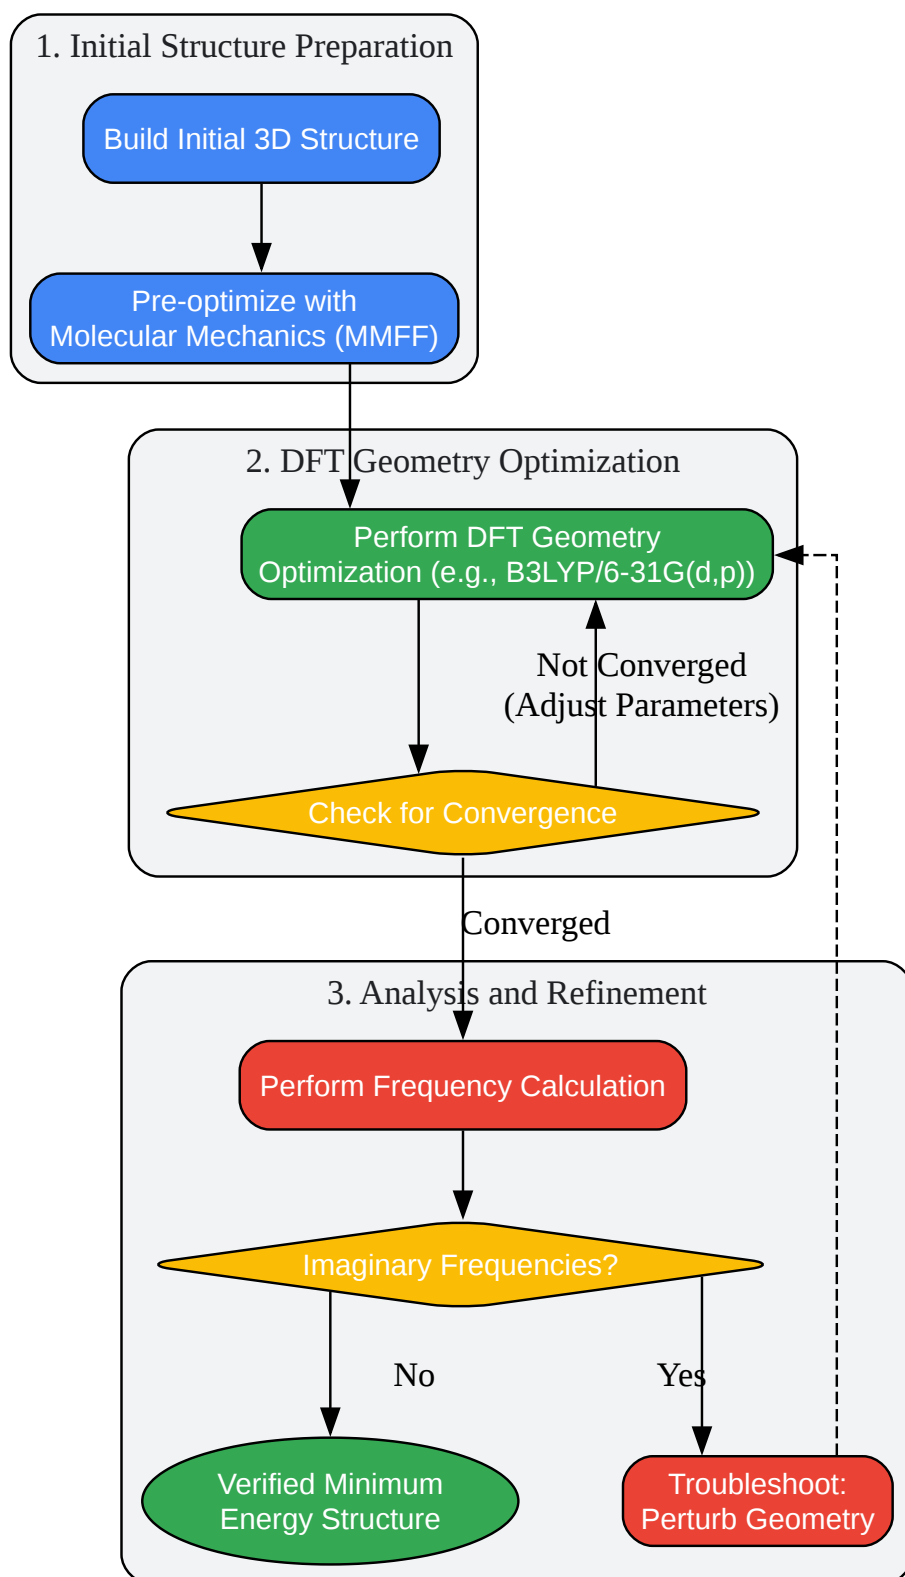 1. Initial Structure Preparation
Build Initial 3D Structure
Pre-optimize with
Molecular Mechanics (MMFF)
2. DFT Geometry Optimization
Perform DFT Geometry
Optimization (e.g., B3LYP/6-31G(d,p))
Not Converged
(Adjust Parameters)
Check for Convergence
Converged
3. Analysis and Refinement
Perform Frequency Calculation
Imaginary Frequencies?
No
Yes
Verified Minimum
Energy Structure
Troubleshoot:
Perturb Geometry